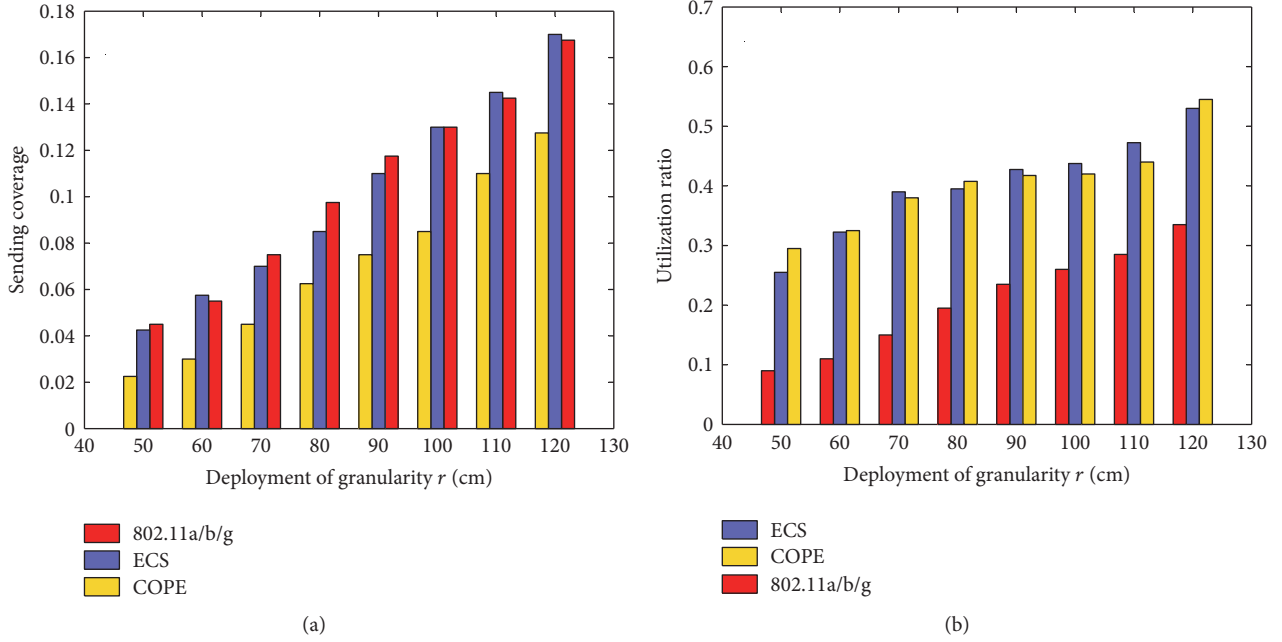 0.18
0.16
0.14
0.12
0.1
0.08
0.06
0.04
0.02
0
Sending coverage
40 50 60 70 80 90 100 110 120 130
Deployment of granularity r (cm)
802.11a/b/g
ECS
COPE
(a)
0.7
0.6
0.5
0.4
0.3
0.2
0.1
0
Utilization ratio
40 50 60 70 80 90 100 110 120 130
Deployment of granularity r (cm)
ECS
COPE
802.11a/b/g
(b)